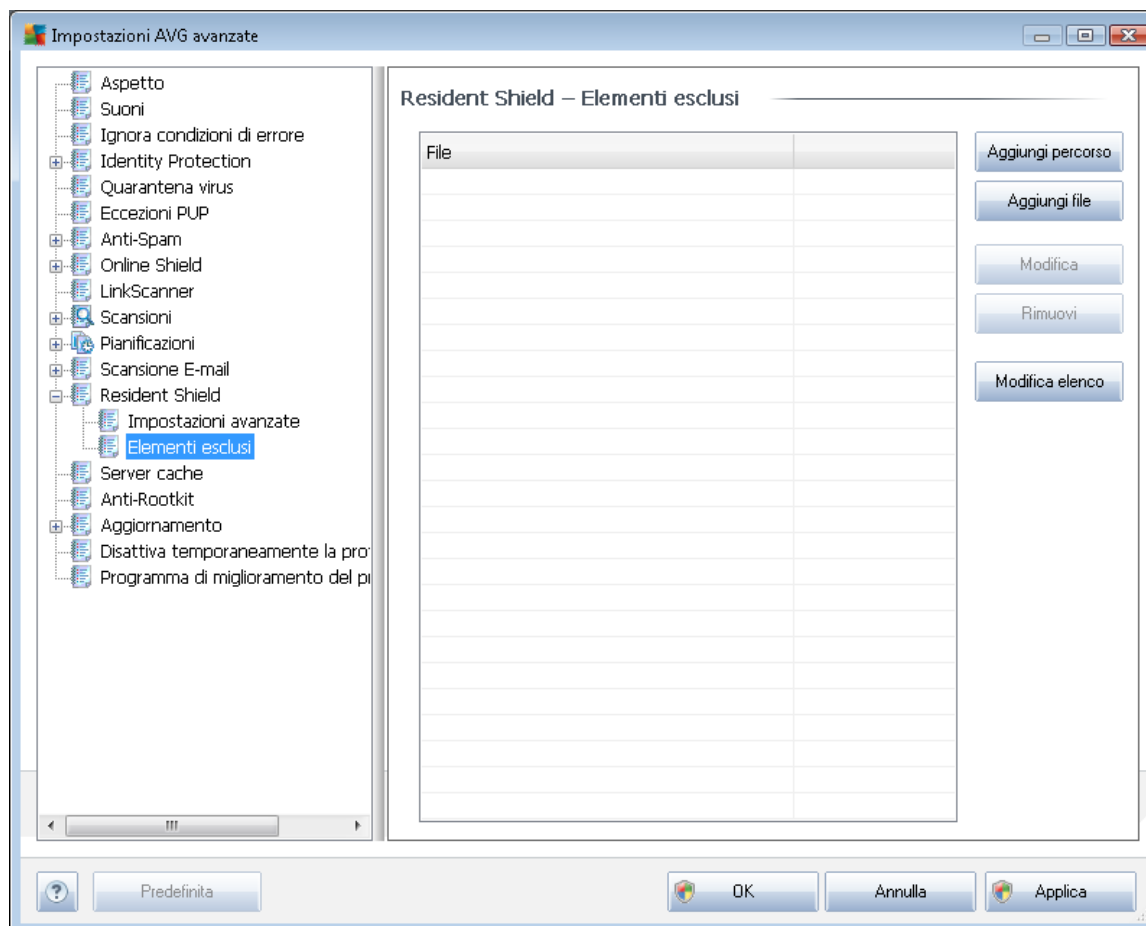 Impostazioni AVG avanzate
Aspetto
Suoni
Ignora condizioni di errore
Identity Protection
Quarantena virus
Eccezioni PUP
Anti-Spam
Online Shield
LinkScanner
Scansioni
Pianificazioni
Scansione E-mail
Resident Shield
Impostazioni avanzate
Elementi esclusi
Server cache
Anti-Rootkit
Aggiornamento
Disattiva temporaneamente la pro
Programma di miglioramento del p
Resident Shield – Elementi esclusi
File
Aggiungi percorso
Aggiungi file
Modifica
Rimuovi
Modifica elenco
?
Predefinita
OK
Annulla
Applica